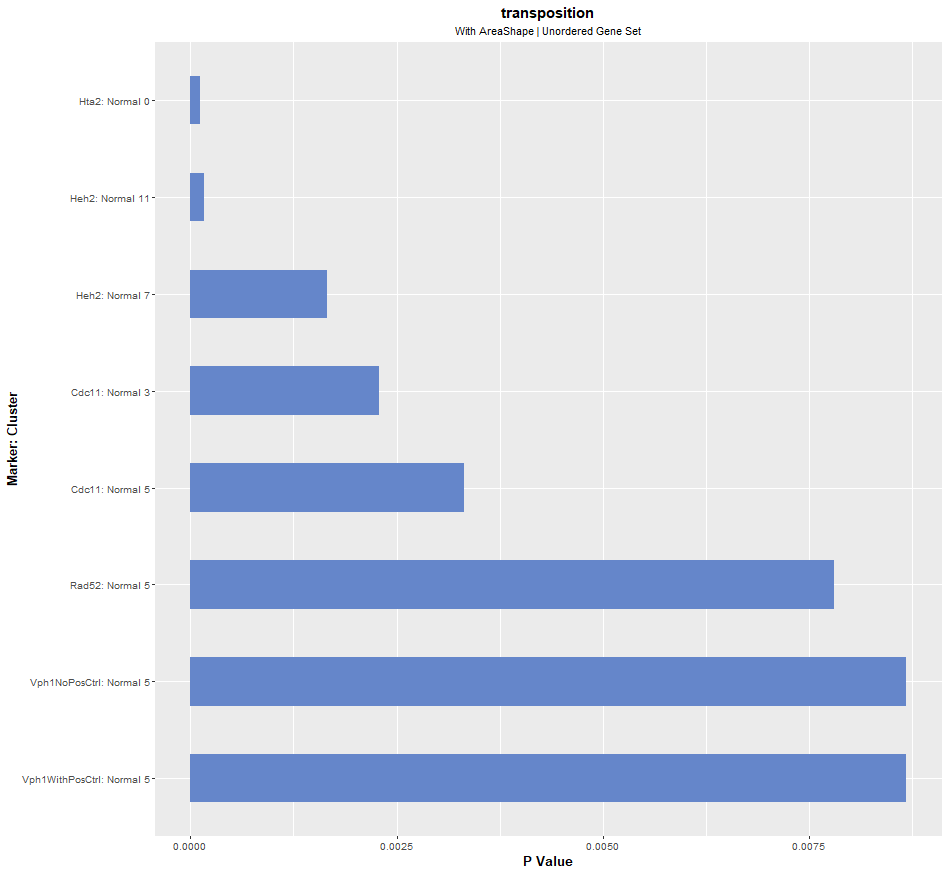 transposition
With AreaShape | Unordered Gene Set
Marker: Cluster
Hta2: Normal 0
Heh2: Normal 11
Heh2: Normal 7
Cdc11: Normal 3
Cdc11: Normal 5
Rad52: Normal 5
Vph1NoPosCtrl: Normal 5
Vph1WithPosCtrl: Normal 5
0.0000 0.0025 0.0050 0.0075
P Value